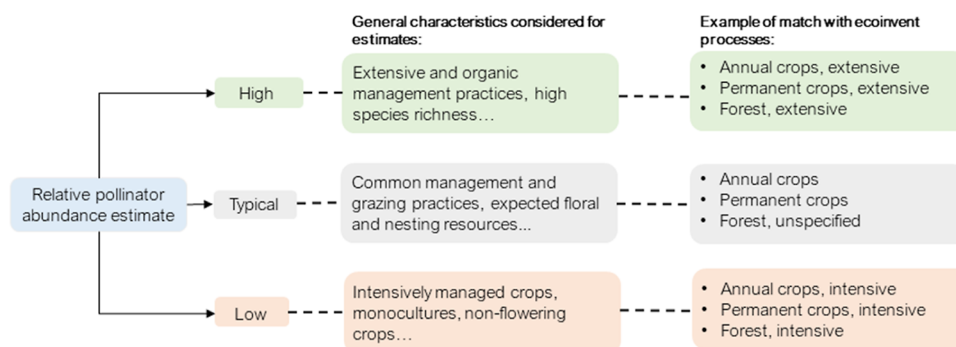 General characteristics considered for
estimates:
Example of match with ecoinvent
processes:
Relative pollinator
abundance estimate
High
Extensive and organic
management practices, high
species richness...
• Annual crops, extensive
• Permanent crops, extensive
• Forest, extensive
Typical
Common management and
grazing practices, expected floral
and nesting resources...
• Annual crops
• Permanent crops
• Forest, unspecified
Low
Intensively managed crops,
monocultures, non-flowering
crops...
• Annual crops, intensive
• Permanent crops, intensive
• Forest, intensive